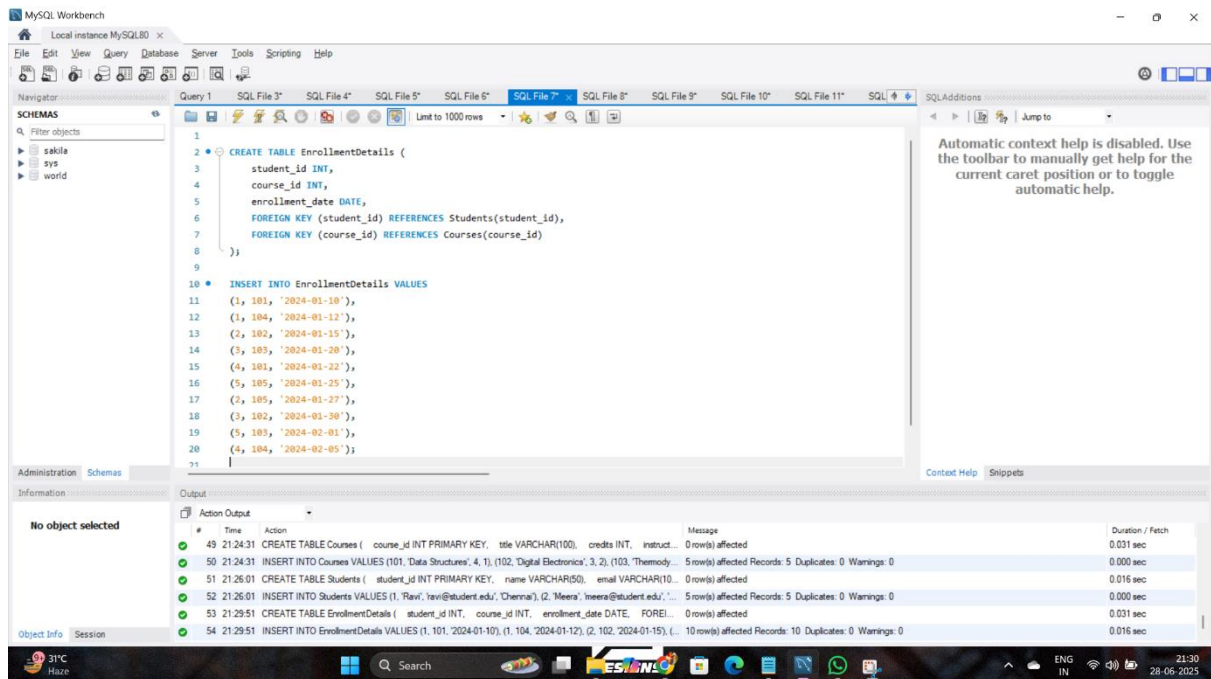 MySQL Workbench
Local instance MySQL80 ×
File Edit View Query Database Server Tools Scripting Help
Navigator
SCHEMAS
Filter objects
sakila
sys
world
Administration Schemas
Information
No object selected
Object Info Session
Query 1 SQL File 3* SQL File 4* SQL File 5* SQL File 6* SQL File 7* × SQL File 8* SQL File 9* SQL File 10* SQL File 11* SQL
Limit to 1000 rows
1
2 CREATE TABLE EnrollmentDetails (
3 student_id INT,
4 course_id INT,
5 enrollment_date DATE,
6 FOREIGN KEY (student_id) REFERENCES Students(student_id),
7 FOREIGN KEY (course_id) REFERENCES Courses(course_id)
8 );
9
10 INSERT INTO EnrollmentDetails VALUES
11 (1, 101, '2024-01-10'),
12 (1, 104, '2024-01-12'),
13 (2, 102, '2024-01-15'),
14 (3, 103, '2024-01-20'),
15 (4, 101, '2024-01-22'),
16 (5, 105, '2024-01-25'),
17 (2, 105, '2024-01-27'),
18 (3, 102, '2024-01-30'),
19 (5, 103, '2024-02-01'),
20 (4, 104, '2024-02-05');
21
SQLAdditions
Jump to
Automatic context help is disabled. Use
the toolbar to manually get help for the
current caret position or to toggle
automatic help.
Context Help Snippets
Output
Action Output
# Time Action Message Duration / Fetch
49 21:24:31 CREATE TABLE Courses ( course_id INT PRIMARY KEY, title VARCHAR(100), credits INT, instruct... 0 row(s) affected 0.031 sec
50 21:24:31 INSERT INTO Courses VALUES (101, 'Data Structures', 4, 1), (102, 'Digital Electronics', 3, 2), (103, 'Thermody... 5 row(s) affected Records: 5 Duplicates: 0 Warnings: 0 0.000 sec
51 21:26:01 CREATE TABLE Students ( student_id INT PRIMARY KEY, name VARCHAR(50), email VARCHAR(10... 0 row(s) affected 0.016 sec
52 21:26:01 INSERT INTO Students VALUES (1, 'Ravi', 'ravi@student.edu', 'Chennai'), (2, 'Meera', 'meera@student.edu', '... 5 row(s) affected Records: 5 Duplicates: 0 Warnings: 0 0.000 sec
53 21:29:51 CREATE TABLE EnrollmentDetails ( student_id INT, course_id INT, enrollment_date DATE, FOREI... 0 row(s) affected 0.031 sec
54 21:29:51 INSERT INTO EnrollmentDetails VALUES (1, 101, '2024-01-10'), (1, 104, '2024-01-12'), (2, 102, '2024-01-15'), (... 10 row(s) affected Records: 10 Duplicates: 0 Warnings: 0 0.016 sec
31°C
Haze
Search
ENG
IN
21:30
28-06-2025